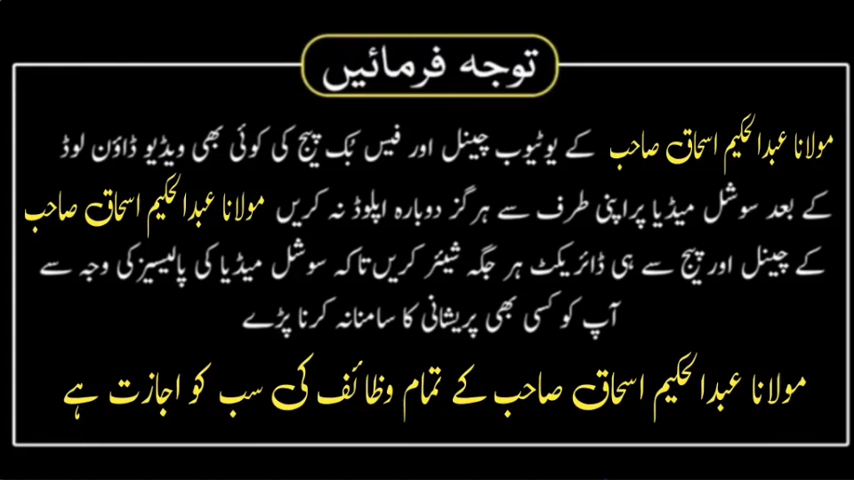 توجہ فرمائیں
مولانا عبدالحکیم اسحاق صاحب کے یوٹیوب چینل اور فیس بُک پیج کی کوئی بھی ویڈیو ڈاؤن لوڈ
کے بعد سوشل میڈیا پر اپنی طرف سے ہرگز دوبارہ اپلوڈ نہ کریں مولانا عبدالحکیم اسحاق صاحب
کے چینل اور پیج سے ہی ڈائریکٹ ہر جگہ شیئر کریں تاکہ سوشل میڈیا کی پالیسیز کی وجہ سے
آپ کو کسی بھی پریشانی کا سامنا نہ کرنا پڑے
مولانا عبدالحکیم اسحاق صاحب کے تمام وظائف کی سب کو اجازت ہے